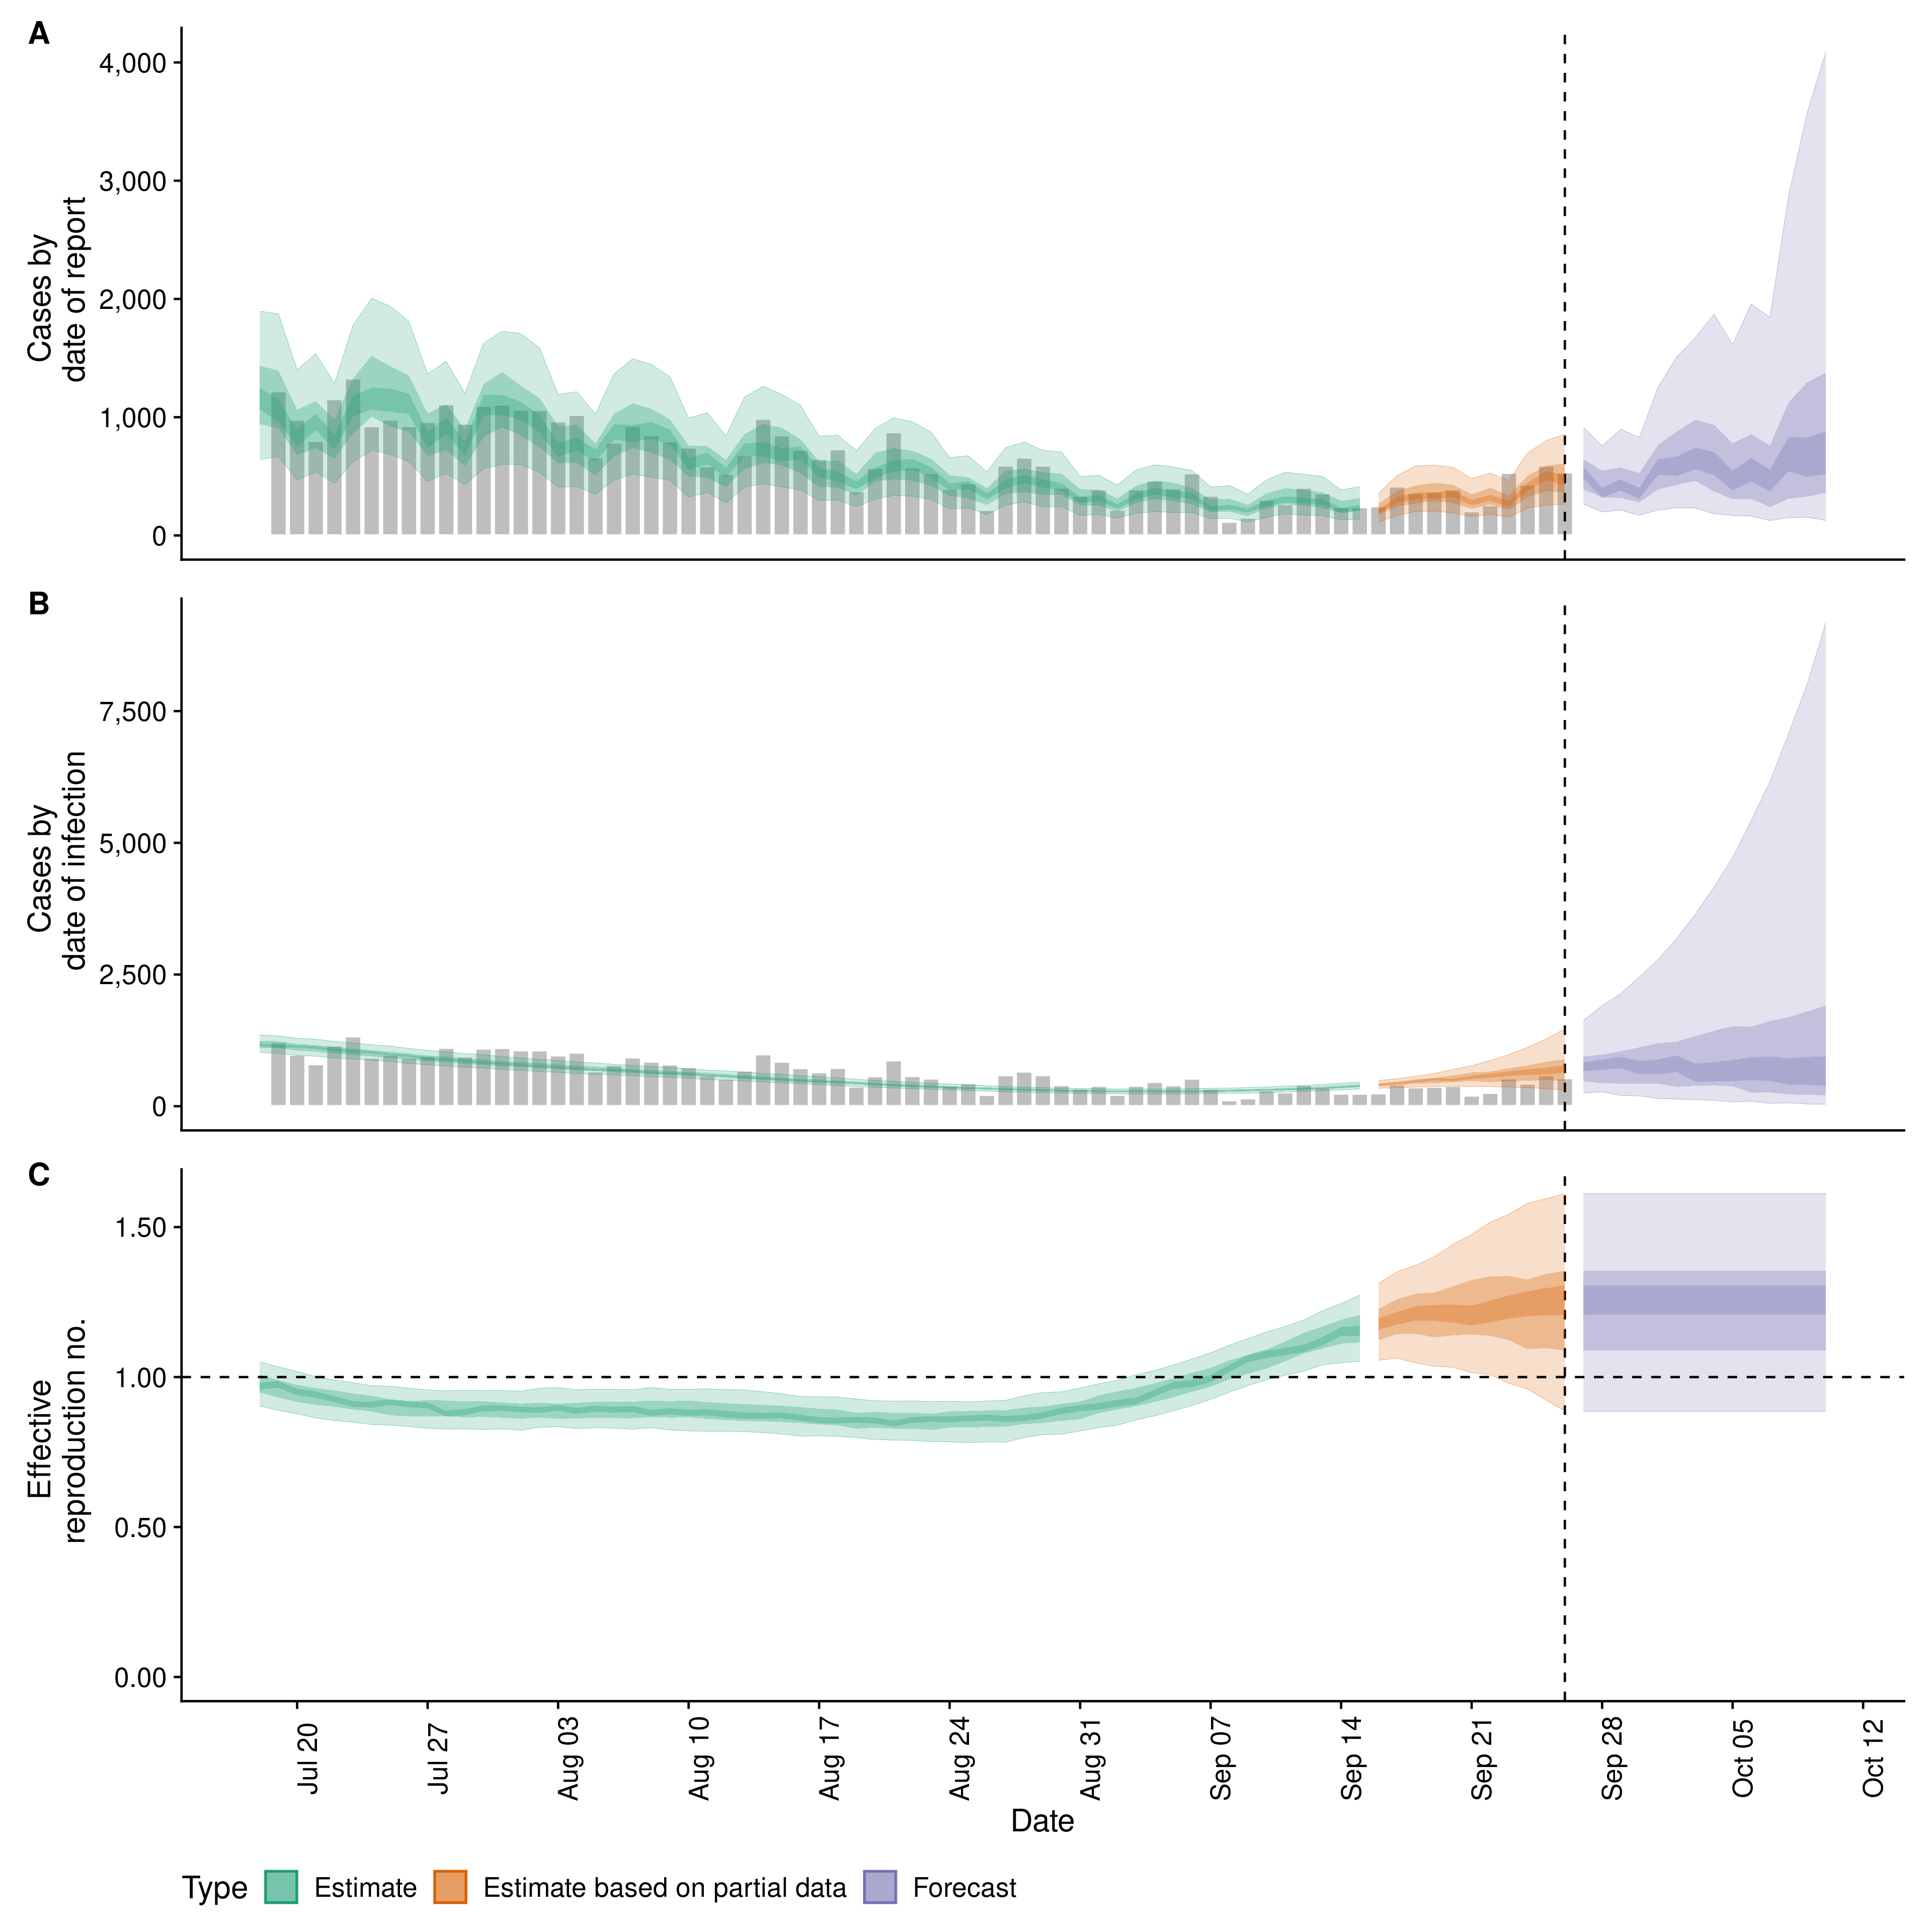 A
4,000
3,000
2,000
1,000
0
Cases by
date of report
B
7,500
5,000
2,500
0
Cases by
date of infection
C
1.50
1.00
0.50
0.00
Effective
reproduction no.
Jul 20
Jul 27
Aug 03
Aug 10
Aug 17
Aug 24
Aug 31
Sep 07
Sep 14
Sep 21
Sep 28
Oct 05
Oct 12
Date
Type Estimate Estimate based on partial data Forecast